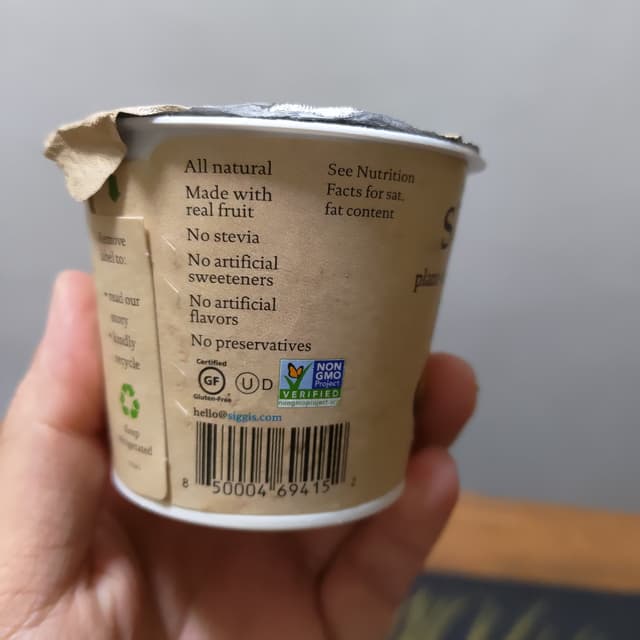 All natural
Made with
real fruit
No stevia
No artificial
sweeteners
No artificial
flavors
No preservatives
See Nutrition
Facts for sat.
fat content
Certified
GF
Gluten-Free
U D
NON
GMO
Project
VERIFIED
nongmoproject.org
hello@siggis.com
8 50004 69415 2
remove
label to:
read our
story
kindly
recycle
keep
refrigerated